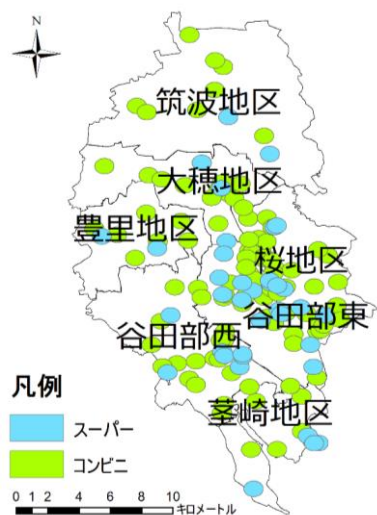 N
筑波地区
大穂地区
豊里地区
桜地区
谷田部東
谷田部西
茎崎地区
凡例
スーパー
コンビニ
0 1 2 4 6 8 10
キロメートル